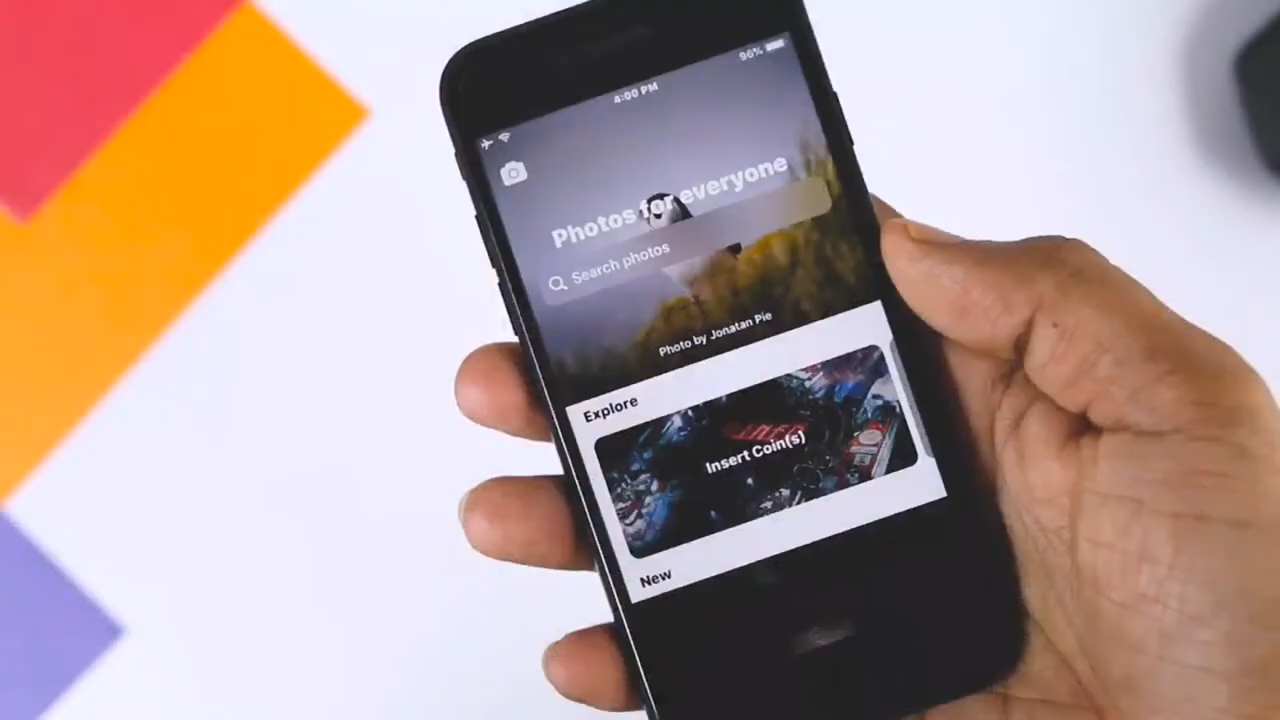 96%
4:00 PM
Photos for everyone
Search photos
Photo by Jonatan Pie
Explore
Insert Coin(s)
New